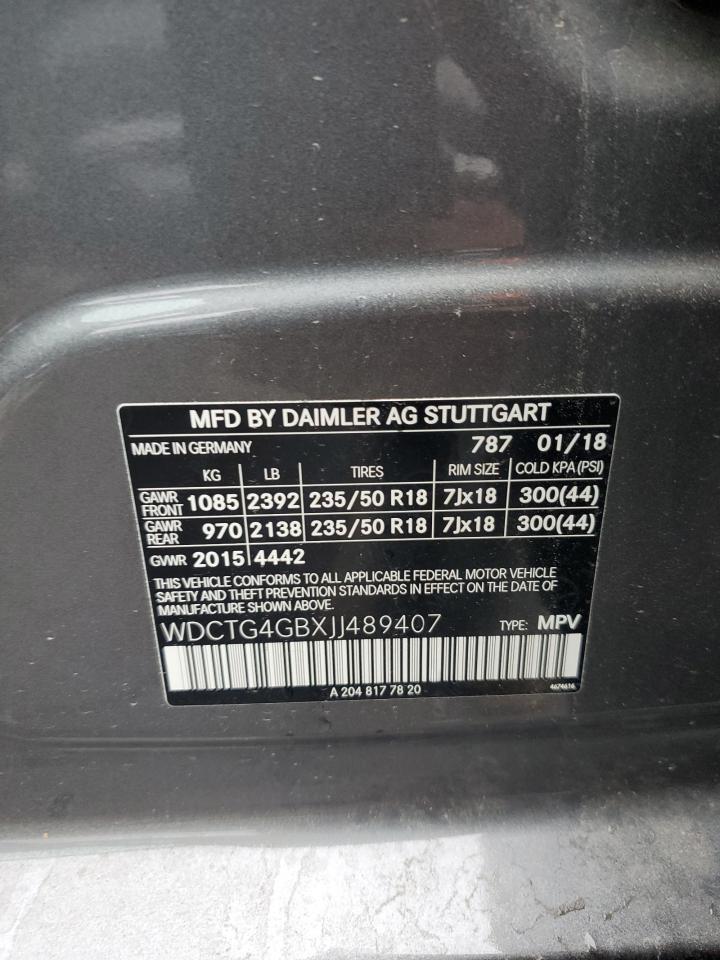 MFD BY DAIMLER AG STUTTGART
MADE IN GERMANY 787 01/18
KG LB TIRES RIM SIZE COLD KPA (PSI)
GAWR FRONT 1085 2392 235/50 R18 7Jx18 300(44)
GAWR REAR 970 2138 235/50 R18 7Jx18 300(44)
GVWR 2015 4442
THIS VEHICLE CONFORMS TO ALL APPLICABLE FEDERAL MOTOR VEHICLE
SAFETY AND THEFT PREVENTION STANDARDS IN EFFECT ON THE DATE
OF MANUFACTURE SHOWN ABOVE.
WDCTG4GBXJJ489407 TYPE: MPV
A 204 817 78 20 4674616